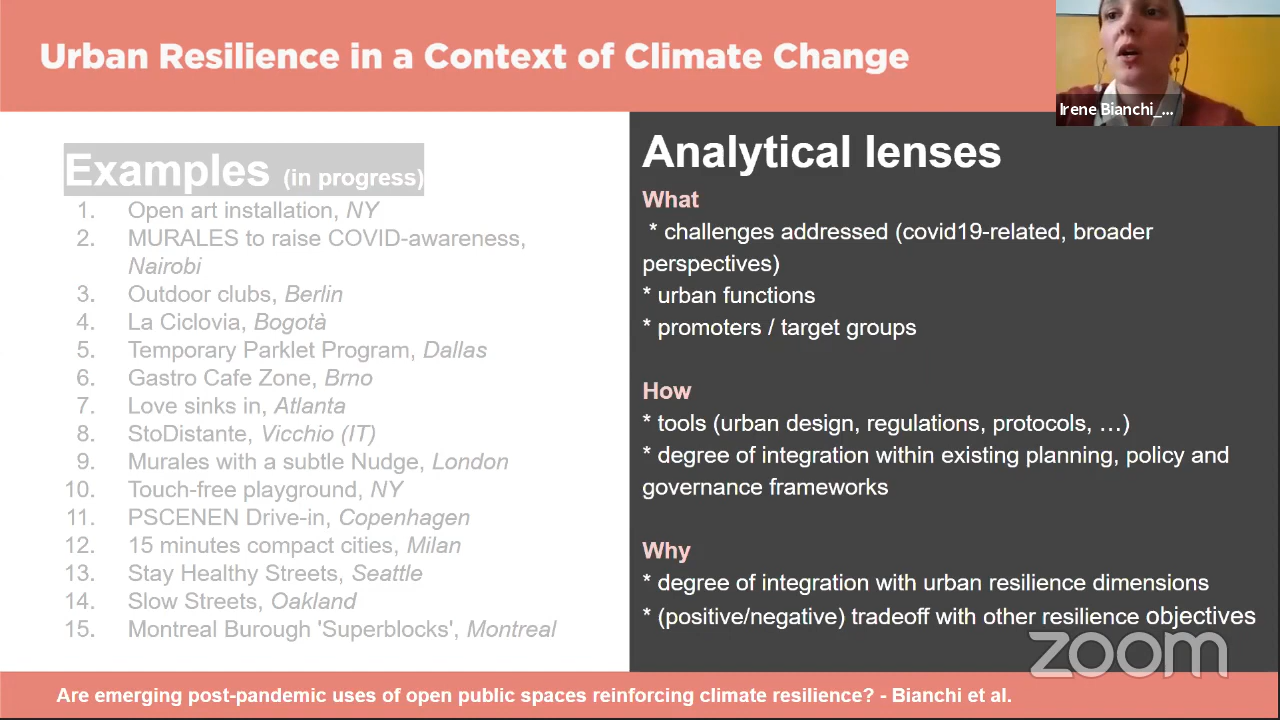 Urban Resilience in a Context of Climate Change
Irene Bianchi_...
Examples (in progress)
1. Open art installation, NY
2. MURALES to raise COVID-awareness,
Nairobi
3. Outdoor clubs, Berlin
4. La Ciclovia, Bogotà
5. Temporary Parklet Program, Dallas
6. Gastro Cafe Zone, Brno
7. Love sinks in, Atlanta
8. StoDistante, Vicchio (IT)
9. Murales with a subtle Nudge, London
10. Touch-free playground, NY
11. PSCENEN Drive-in, Copenhagen
12. 15 minutes compact cities, Milan
13. Stay Healthy Streets, Seattle
14. Slow Streets, Oakland
15. Montreal Burough 'Superblocks', Montreal
Analytical lenses
What
* challenges addressed (covid19-related, broader
perspectives)
* urban functions
* promoters / target groups
How
* tools (urban design, regulations, protocols, …)
* degree of integration within existing planning, policy and
governance frameworks
Why
* degree of integration with urban resilience dimensions
* (positive/negative) tradeoff with other resilience objectives
zoom
Are emerging post-pandemic uses of open public spaces reinforcing climate resilience? - Bianchi et al.